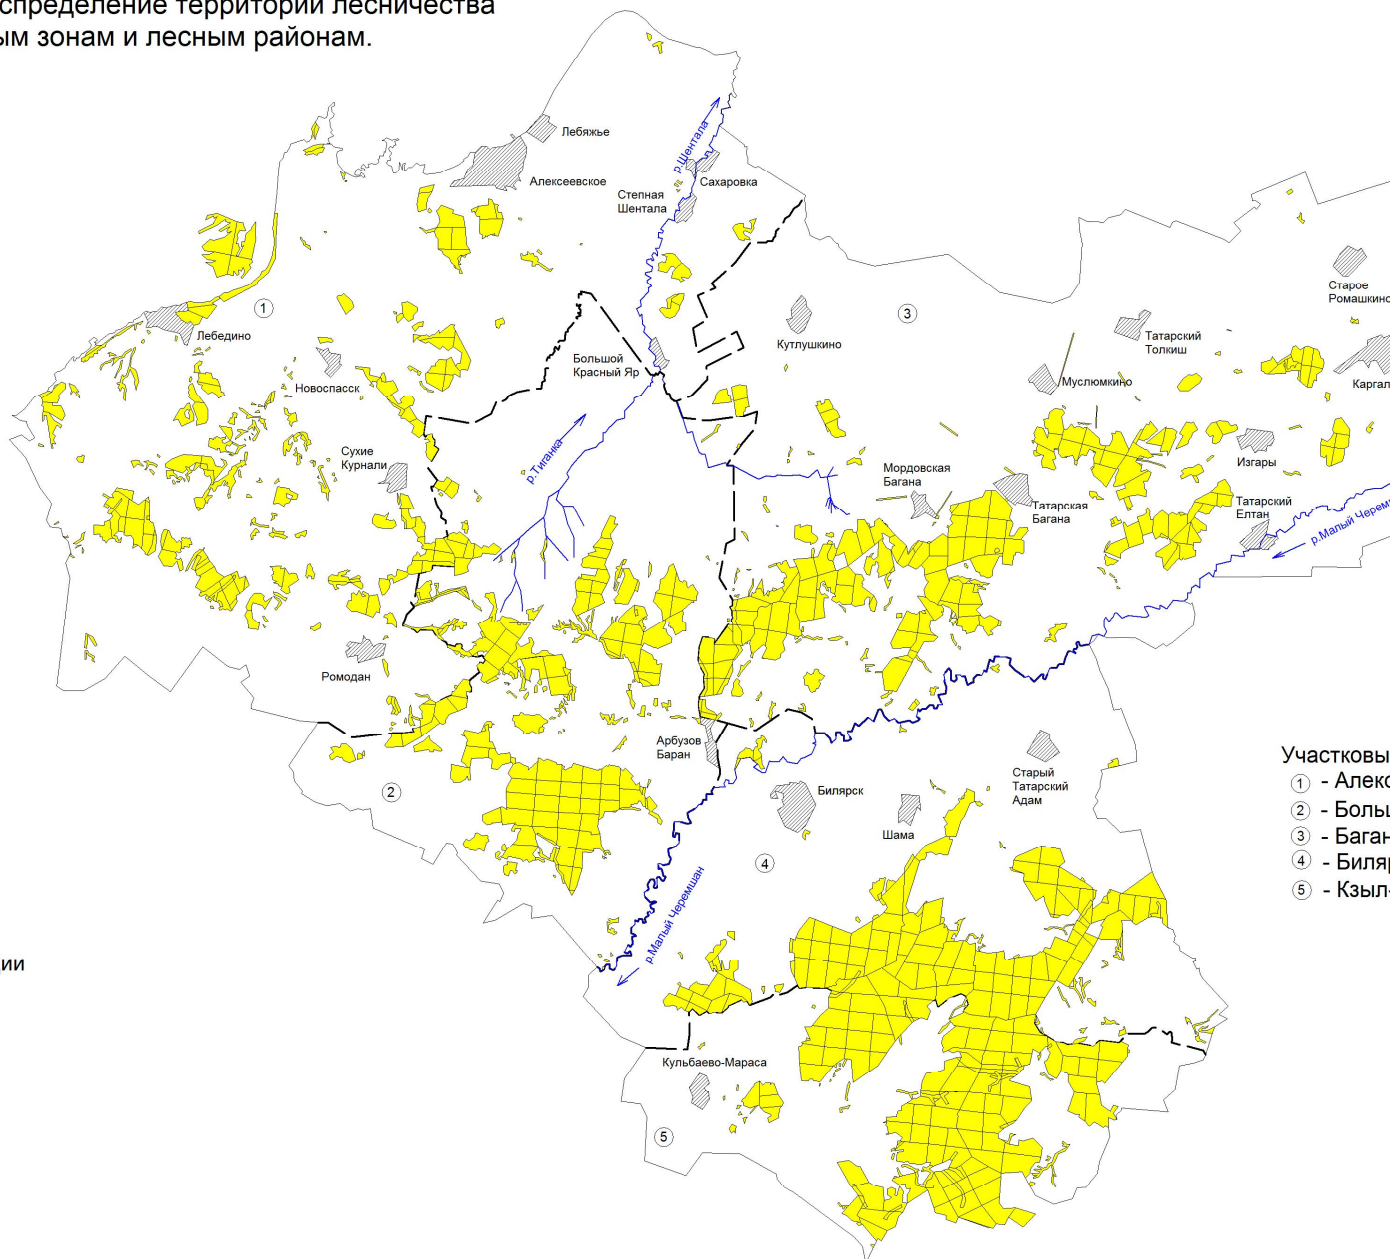 спределение территории лесничества
ым зонам и лесным районам.
Лебяжье
Алексеевское
р.Шентала
Сахаровка
Степная
Шентала
Старое
Ромашкино
1
3
Лебедино
Большой
Красный Яр
Кутлушкино
Татарский
Толкиш
Новоспасск
Муслюмкино
Каргал
Сухие
Курнали
р.Тиганка
Мордовская
Багана
Изгары
Татарская
Багана
Татарский
Елтан
р.Малый Черем
Ромодан
Арбузов
Баран
2
Билярск
Старый
Татарский
Адам
Шама
4
Участковы
1 - Алекс
2 - Больш
3 - Баган
4 - Биляр
5 - Кзыл-
р.Малый Черемшан
ии
Кульбаево-Мараса
5